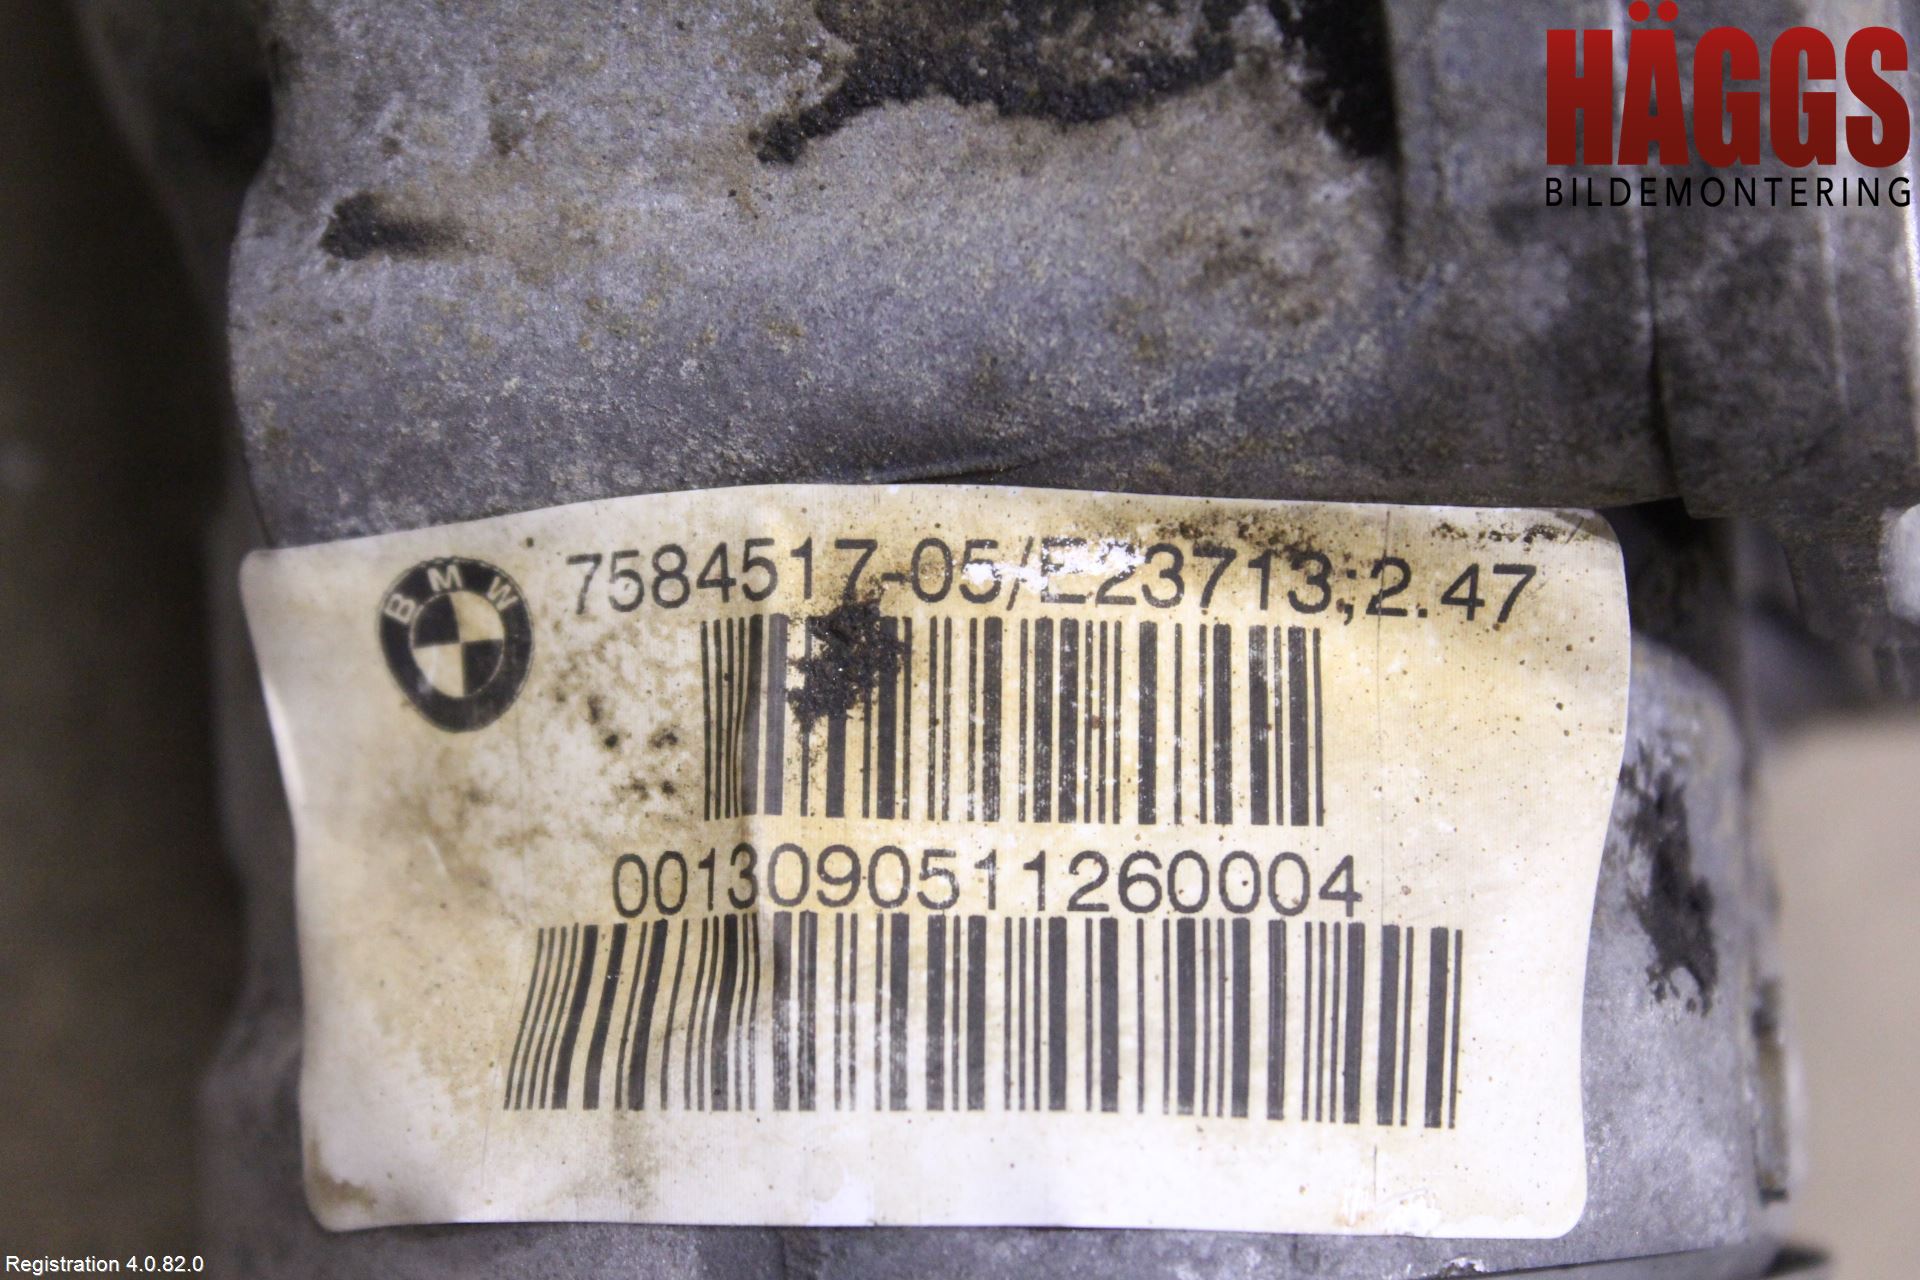 HÄGGS
BILDEMONTERING
BMW
7584517-05/E23713;2.47
0013090511260004
Registration 4.0.82.0